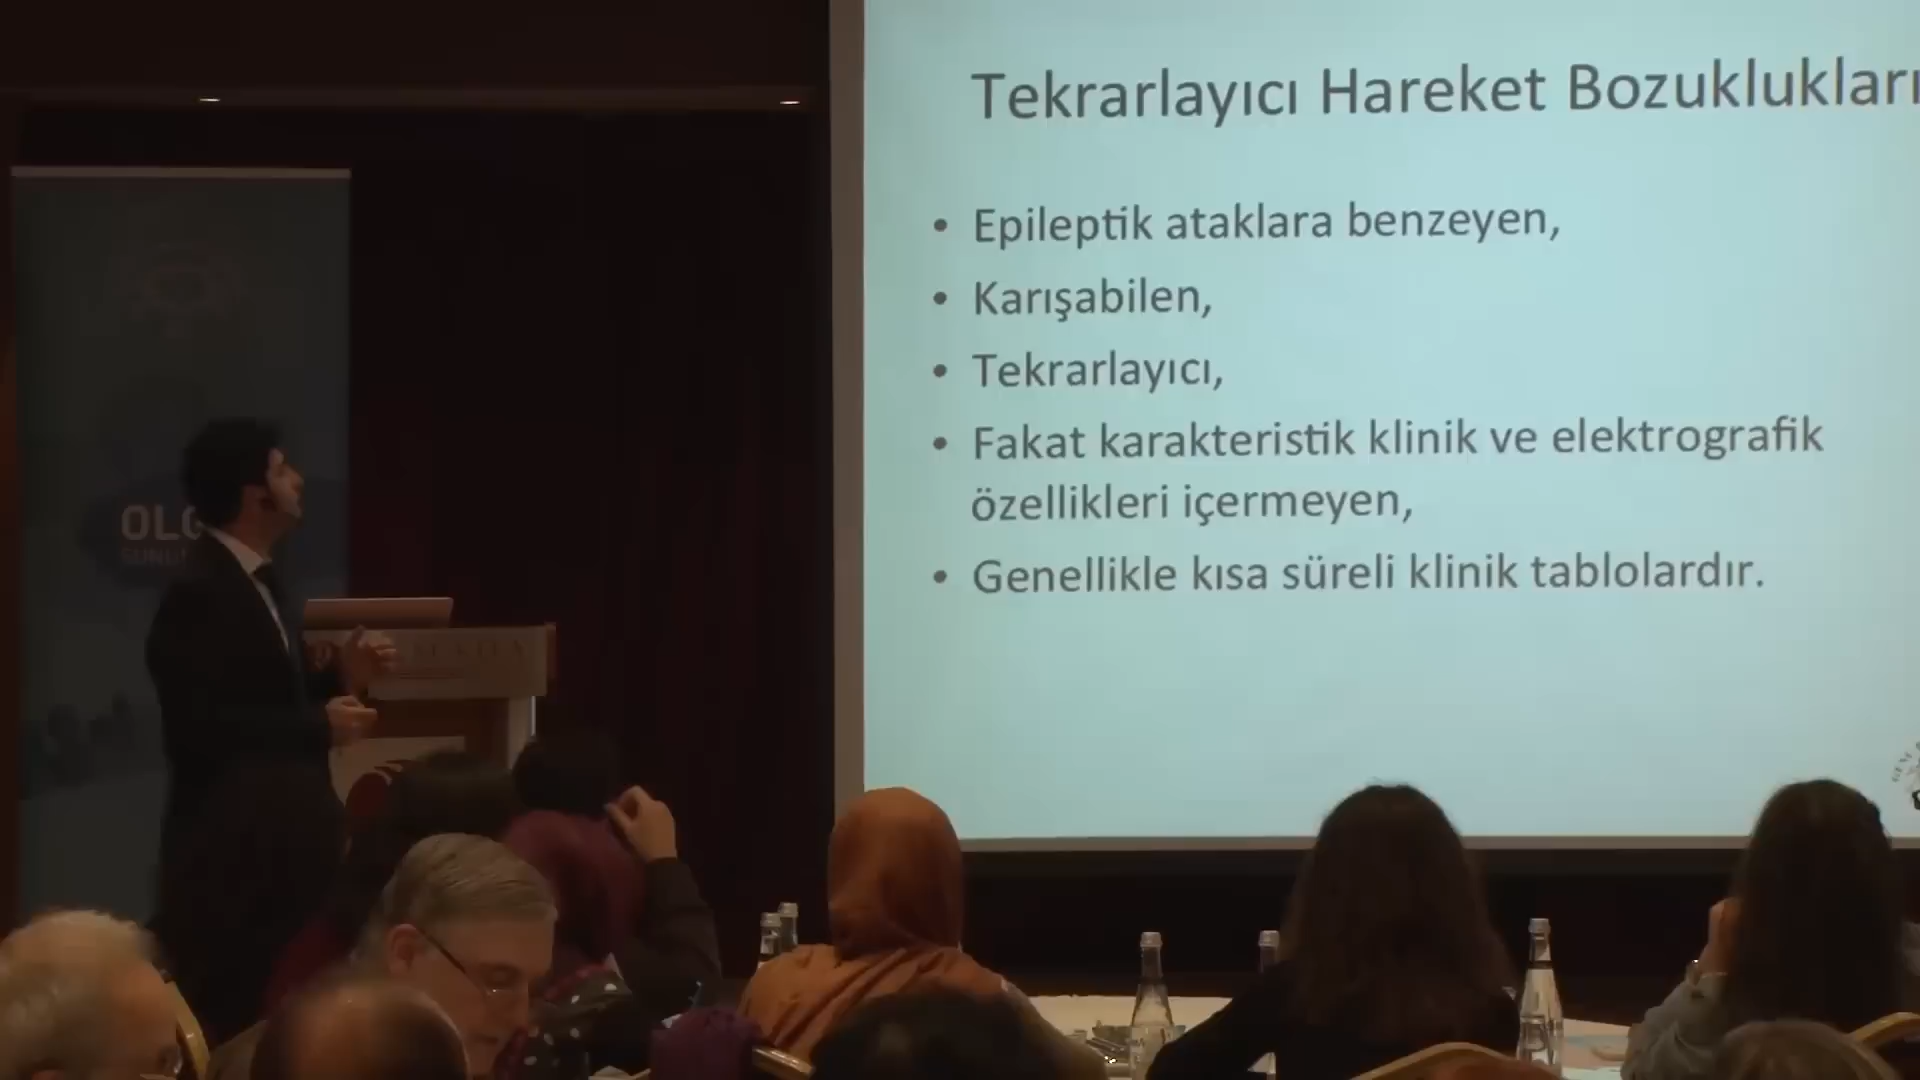 Tekrarlayıcı Hareket Bozuklukları
• Epileptik ataklara benzeyen,
• Karışabilen,
• Tekrarlayıcı,
• Fakat karakteristik klinik ve elektrografik
özellikleri içermeyen,
• Genellikle kısa süreli klinik tablolardır.